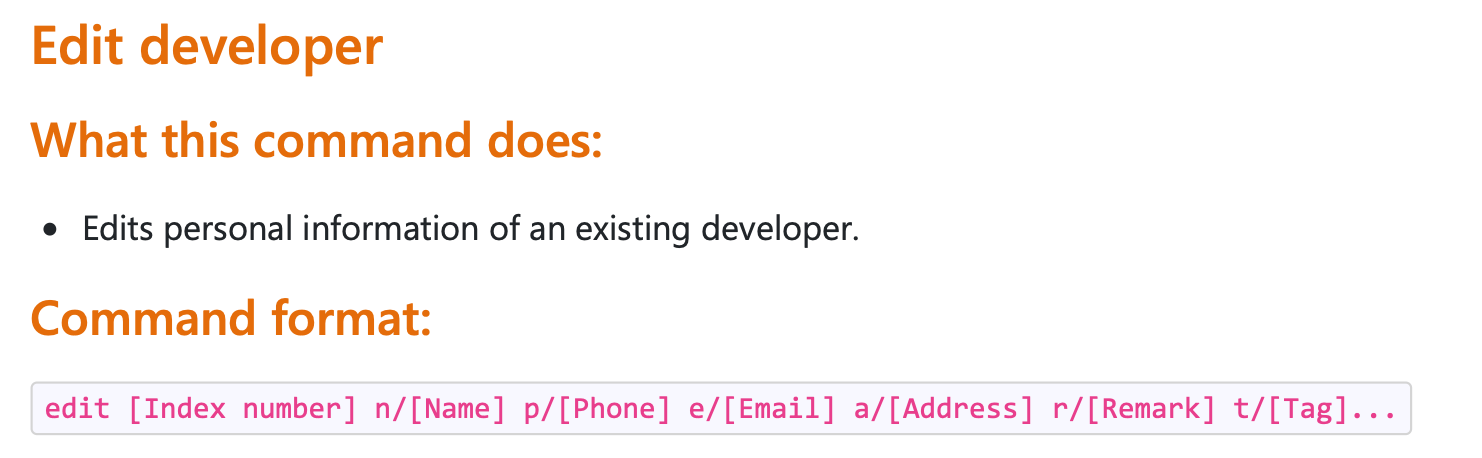 Edit developer
What this command does:
• Edits personal information of an existing developer.
Command format:
edit [Index number] n/[Name] p/[Phone] e/[Email] a/[Address] r/[Remark] t/[Tag]...